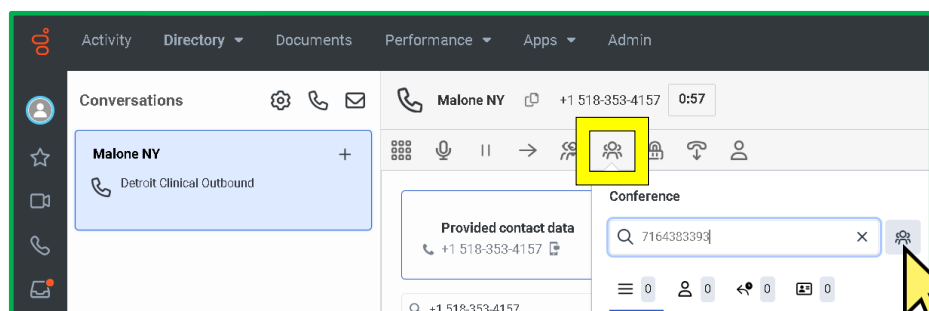 Activity Directory Documents Performance Apps Admin
Conversations
Malone NY +1 518-353-4157 0:57
Malone NY
Detroit Clinical Outbound
Conference
Provided contact data
+1 518-353-4157
7164383393
0 0 0 0
+1 518-353-4157